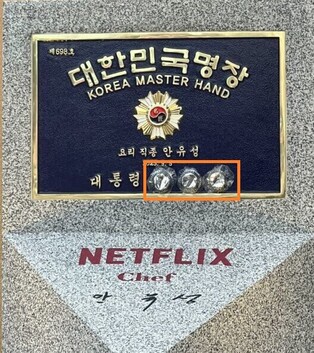 제698호
대한민국명장
KOREA MASTER HAND
요리 직종 안유성
대통령
NETFLIX
Chef
안유성